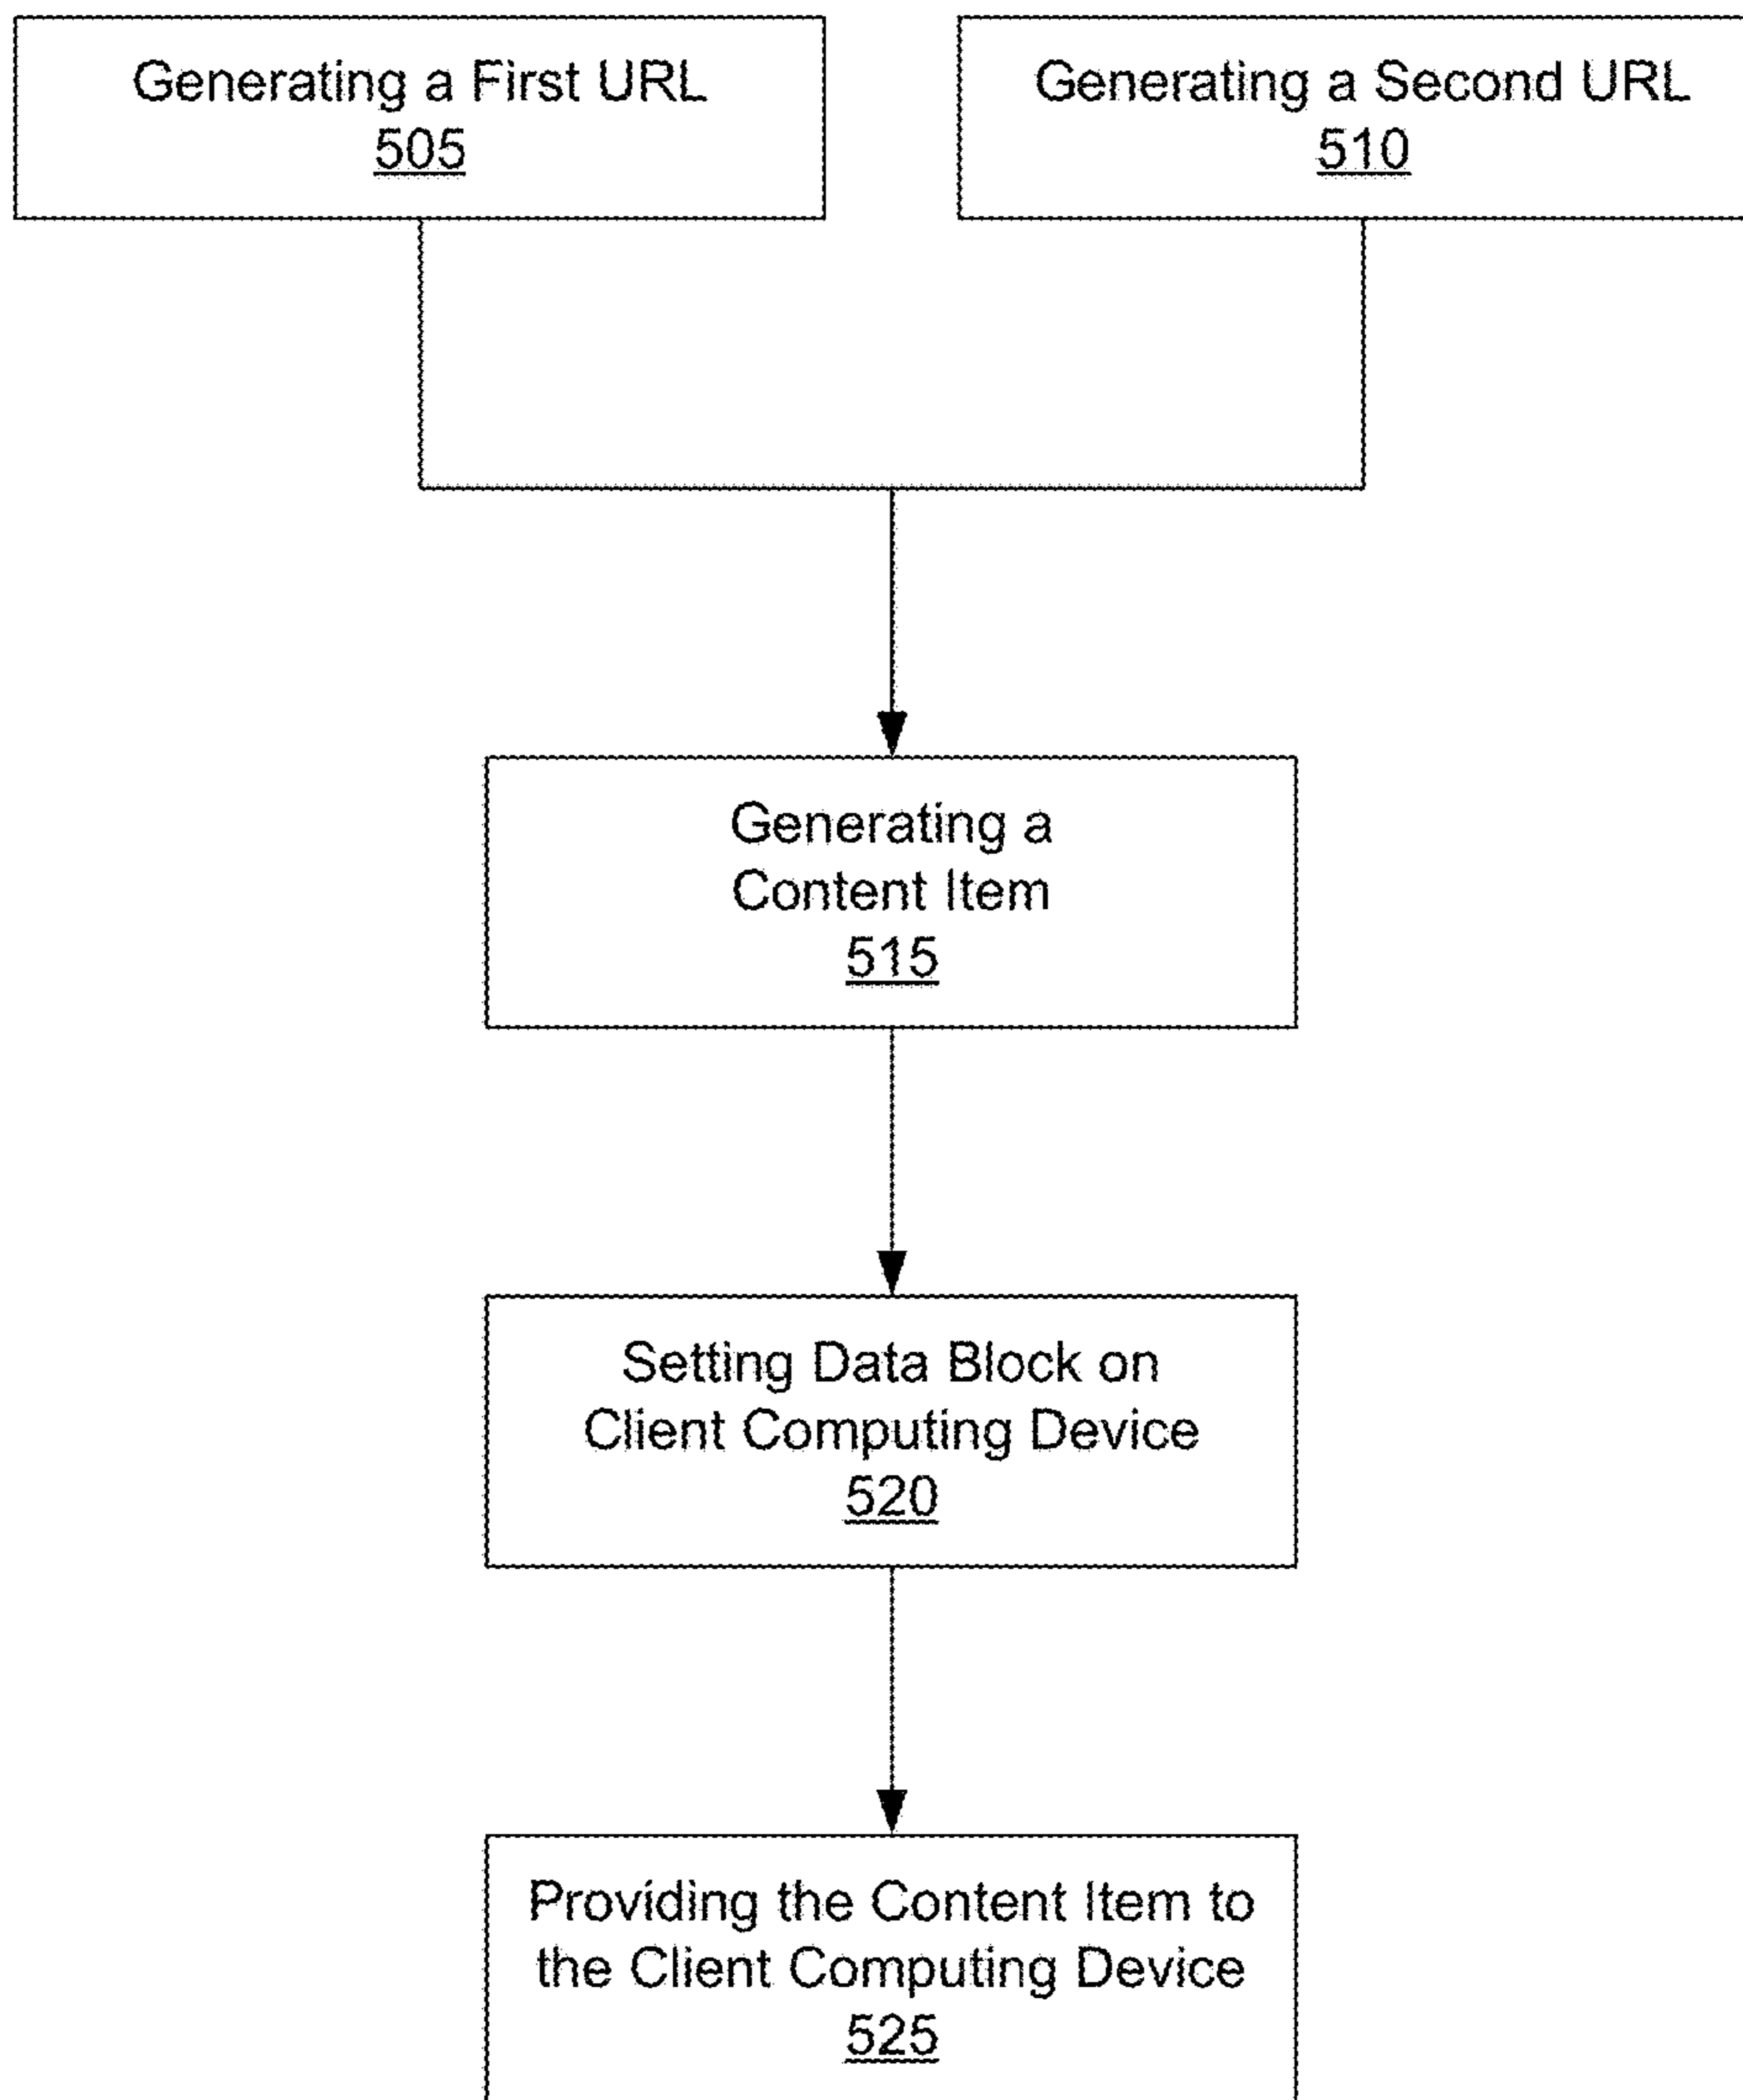 Generating a First URL
505
Generating a Second URL
510
Generating a
Content Item
515
Setting Data Block on
Client Computing Device
520
Providing the Content Item to
the Client Computing Device
525